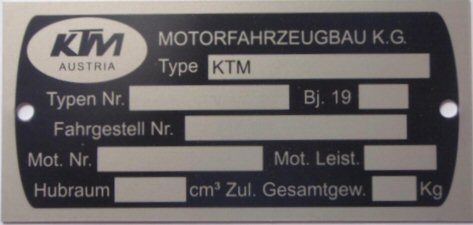 KTM
AUSTRIA
MOTORFAHRZEUGBAU K.G.
Type KTM
Typen Nr. Bj. 19
Fahrgestell Nr.
Mot. Nr. Mot. Leist.
Hubraum cm³ Zul. Gesamtgew. Kg